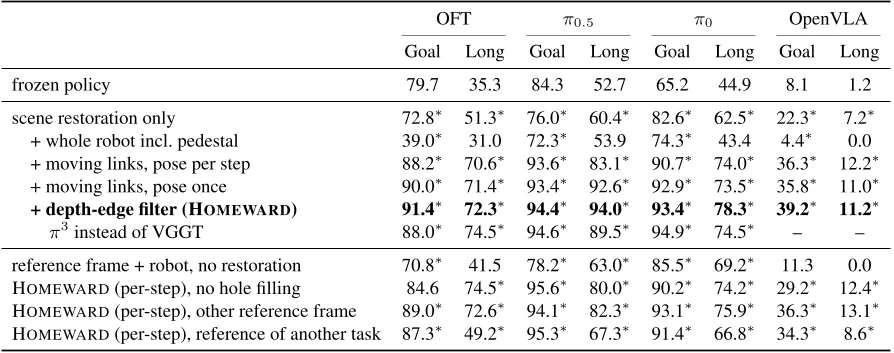 OFT π0.5 π0 OpenVLA
Goal Long Goal Long Goal Long Goal Long
frozen policy 79.7 35.3 84.3 52.7 65.2 44.9 8.1 1.2
scene restoration only 72.8* 51.3* 76.0* 60.4* 82.6* 62.5* 22.3* 7.2*
+ whole robot incl. pedestal 39.0* 31.0 72.3* 53.9 74.3* 43.4 4.4* 0.0
+ moving links, pose per step 88.2* 70.6* 93.6* 83.1* 90.7* 74.0* 36.3* 12.2*
+ moving links, pose once 90.0* 71.4* 93.4* 92.6* 92.9* 73.5* 35.8* 11.0*
+ depth-edge filter (HOMEWARD) 91.4* 72.3* 94.4* 94.0* 93.4* 78.3* 39.2* 11.2*
π³ instead of VGGT 88.0* 74.5* 94.6* 89.5* 94.9* 74.5* – –
reference frame + robot, no restoration 70.8* 41.5 78.2* 63.0* 85.5* 69.2* 11.3 0.0
HOMEWARD (per-step), no hole filling 84.6 74.5* 95.6* 80.0* 90.2* 74.2* 29.2* 12.4*
HOMEWARD (per-step), other reference frame 89.0* 72.6* 94.1* 82.3* 93.1* 75.9* 36.3* 13.1*
HOMEWARD (per-step), reference of another task 87.3* 49.2* 95.3* 67.3* 91.4* 66.8* 34.3* 8.6*